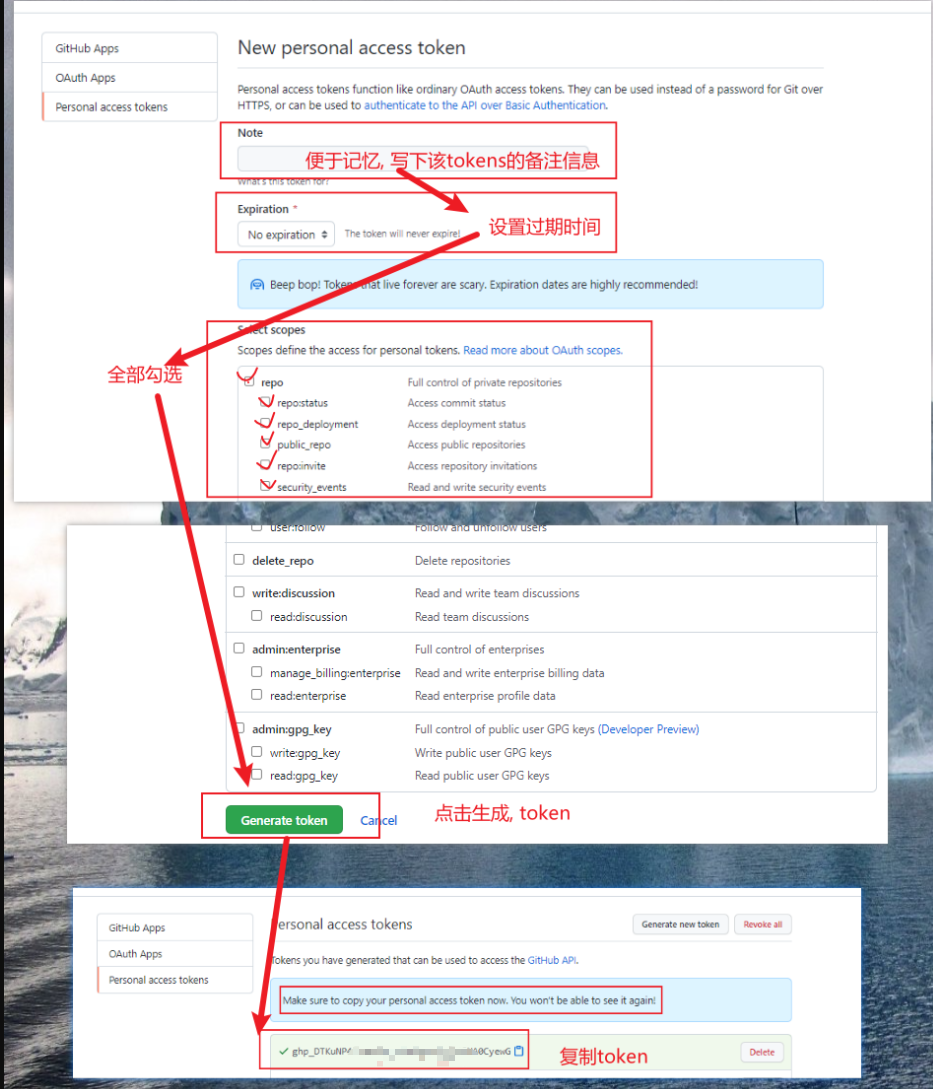 GitHub Apps
OAuth Apps
Personal access tokens
New personal access token
Personal access tokens function like ordinary OAuth access tokens. They can be used instead of a password for Git over
HTTPS, or can be used to authenticate to the API over Basic Authentication.
Note
便于记忆, 写下该tokens的备注信息
What's this token for?
Expiration *
No expiration The token will never expire!
设置过期时间
Beep bop! Tokens that live forever are scary. Expiration dates are highly recommended!
Select scopes
Scopes define the access for personal tokens. Read more about OAuth scopes.
全部勾选
repo Full control of private repositories
repo:status Access commit status
repo_deployment Access deployment status
public_repo Access public repositories
repo:invite Access repository invitations
security_events Read and write security events
user:follow Follow and unfollow users
delete_repo Delete repositories
write:discussion Read and write team discussions
read:discussion Read team discussions
admin:enterprise Full control of enterprises
manage_billing:enterprise Read and write enterprise billing data
read:enterprise Read enterprise profile data
admin:gpg_key Full control of public user GPG keys (Developer Preview)
write:gpg_key Write public user GPG keys
read:gpg_key Read public user GPG keys
Generate token Cancel
点击生成, token
GitHub Apps
OAuth Apps
Personal access tokens
Personal access tokens
Generate new token Revoke all
Tokens you have generated that can be used to access the GitHub API.
Make sure to copy your personal access token now. You won't be able to see it again!
复制token
Delete